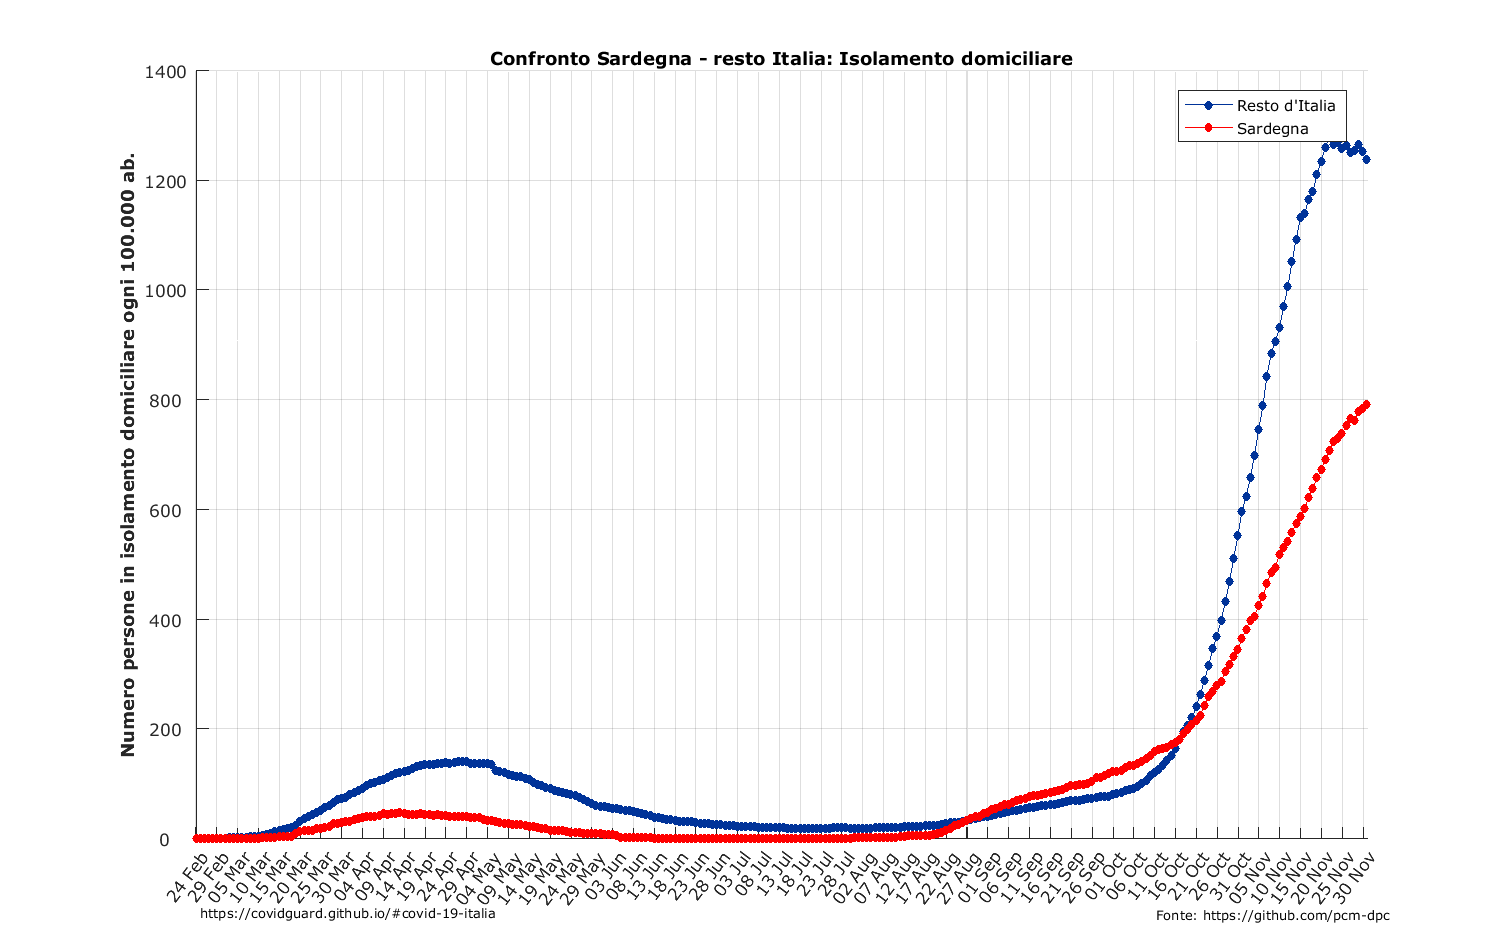 Confronto Sardegna - resto Italia: Isolamento domiciliare
Numero persone in isolamento domiciliare ogni 100.000 ab.
1400
1200
1000
800
600
400
200
0
Resto d'Italia
Sardegna
24 Feb
29 Feb
05 Mar
10 Mar
15 Mar
20 Mar
25 Mar
30 Mar
04 Apr
09 Apr
14 Apr
19 Apr
24 Apr
29 Apr
04 May
09 May
14 May
19 May
24 May
29 May
03 Jun
08 Jun
13 Jun
18 Jun
23 Jun
28 Jun
03 Jul
08 Jul
13 Jul
18 Jul
23 Jul
28 Jul
02 Aug
07 Aug
12 Aug
17 Aug
22 Aug
27 Aug
01 Sep
06 Sep
11 Sep
16 Sep
21 Sep
26 Sep
01 Oct
06 Oct
11 Oct
16 Oct
21 Oct
26 Oct
31 Oct
05 Nov
10 Nov
15 Nov
20 Nov
25 Nov
30 Nov
https://covidguard.github.io/#covid-19-italia
Fonte: https://github.com/pcm-dpc